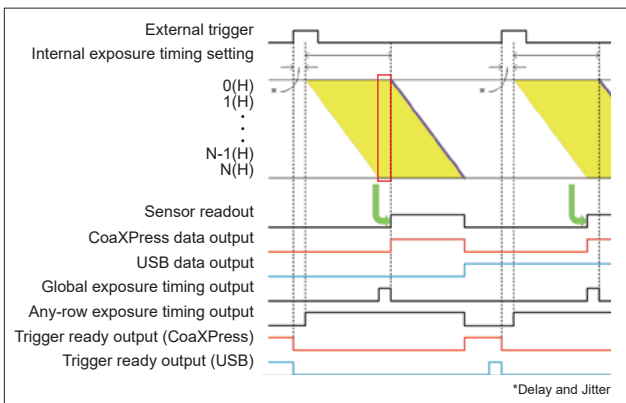 External trigger
Internal exposure timing setting
*
*
0(H)
1(H)
•
•
•
N-1(H)
N(H)
Sensor readout
CoaXPress data output
USB data output
Global exposure timing output
Any-row exposure timing output
Trigger ready output (CoaXPress)
Trigger ready output (USB)
*Delay and Jitter